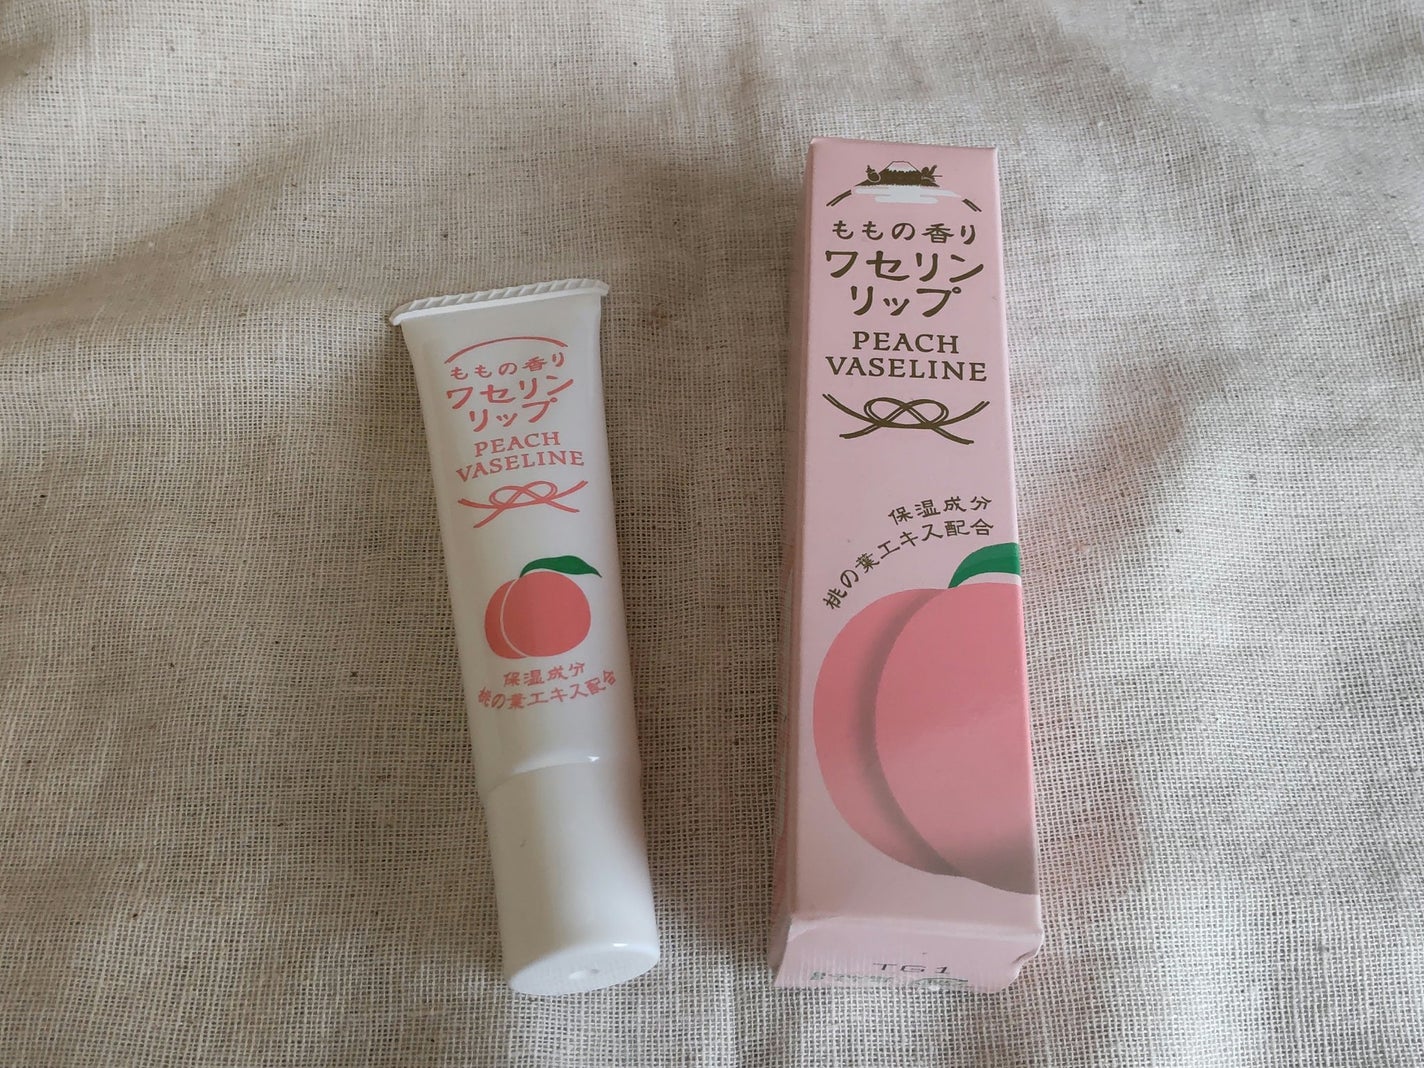 ももの香り
ワセリン
リップ
PEACH
VASELINE
保湿成分
桃の葉エキス配合
ももの香り
ワセリン
リップ
PEACH
VASELINE
保湿成分
桃の葉エキス配合
TG1